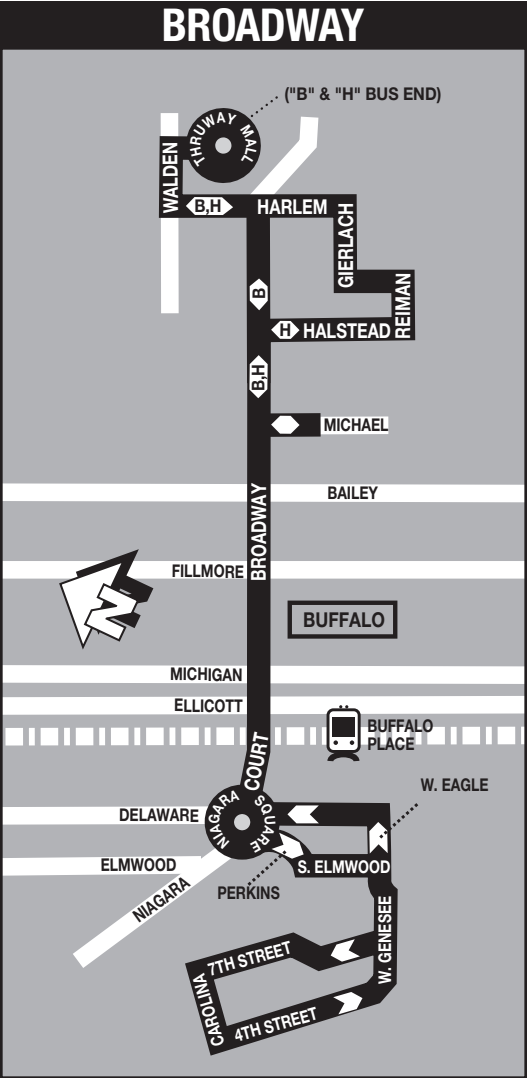 BROADWAY
("B" & "H" BUS END)
THRUWAY MALL
WALDEN
B,H
HARLEM
GIERLACH
B
REIMAN
H
HALSTEAD
B,H
MICHAEL
BAILEY
BROADWAY
FILLMORE
N
BUFFALO
MICHIGAN
ELLICOTT
BUFFALO
PLACE
COURT
W. EAGLE
NIAGARA SQUARE
DELAWARE
ELMWOOD
S. ELMWOOD
PERKINS
NIAGARA
W. GENESEE
7TH STREET
CAROLINA
4TH STREET